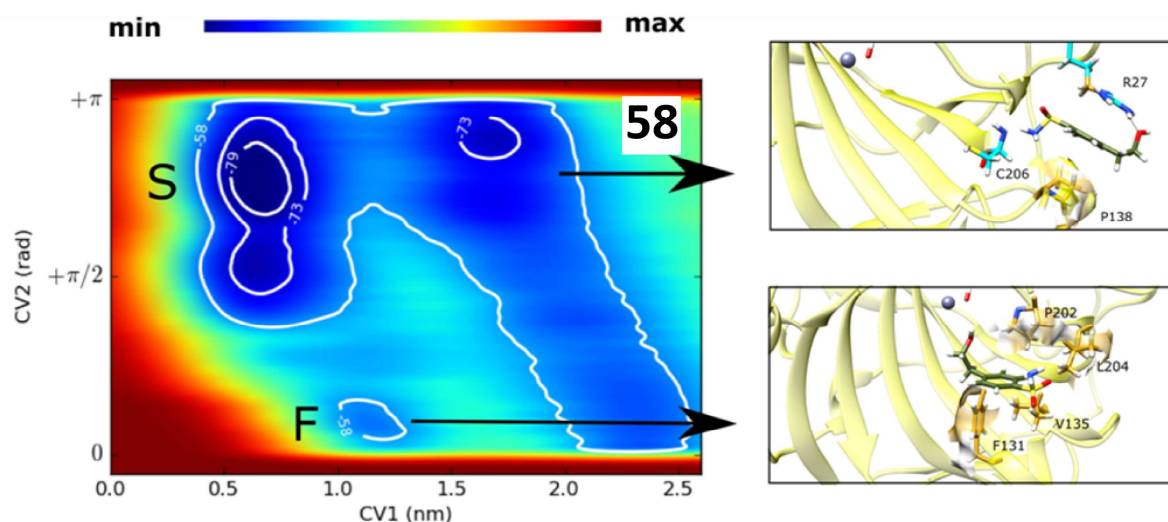 min max
58
+π
-58
-73
-79
S
-73
+π/2
F
-58
0
CV2 (rad)
0.0 0.5 1.0 1.5 2.0 2.5
CV1 (nm)
R27
C206
P138
P202
L204
V135
F131